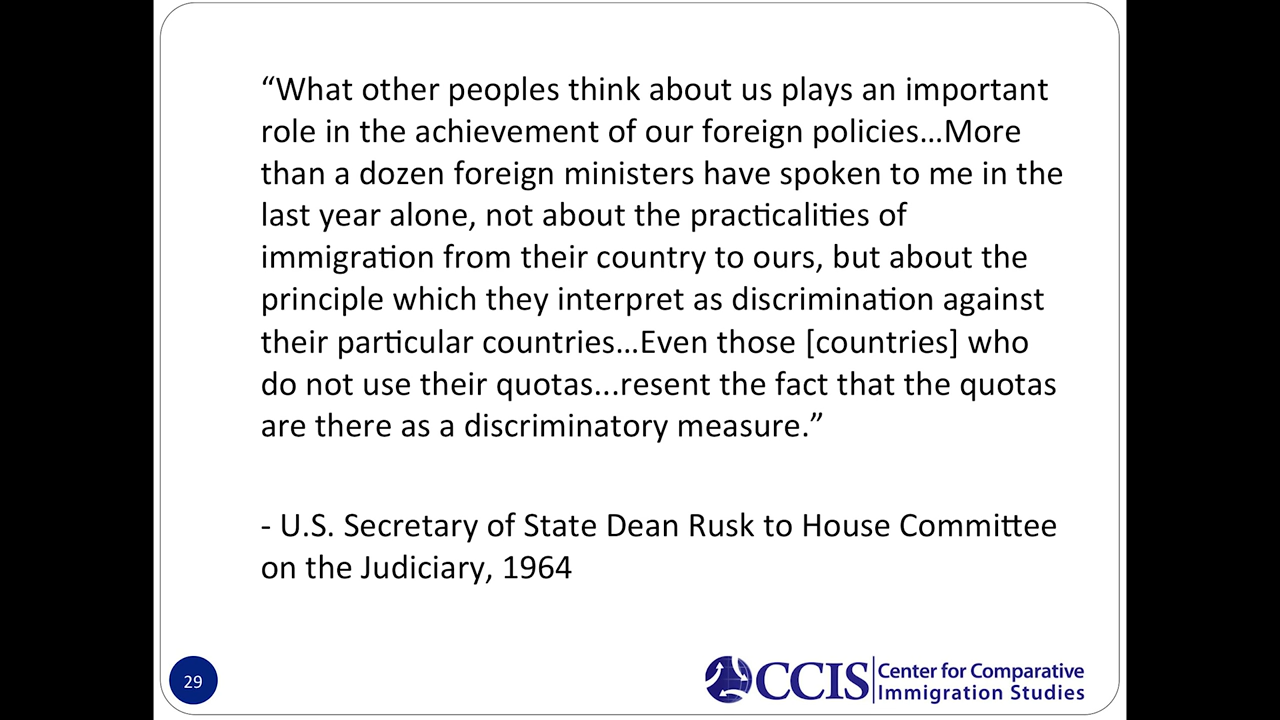 “What other peoples think about us plays an important
role in the achievement of our foreign policies…More
than a dozen foreign ministers have spoken to me in the
last year alone, not about the practicalities of
immigration from their country to ours, but about the
principle which they interpret as discrimination against
their particular countries…Even those [countries] who
do not use their quotas...resent the fact that the quotas
are there as a discriminatory measure.”
- U.S. Secretary of State Dean Rusk to House Committee
on the Judiciary, 1964
29
CCIS
Center for Comparative
Immigration Studies